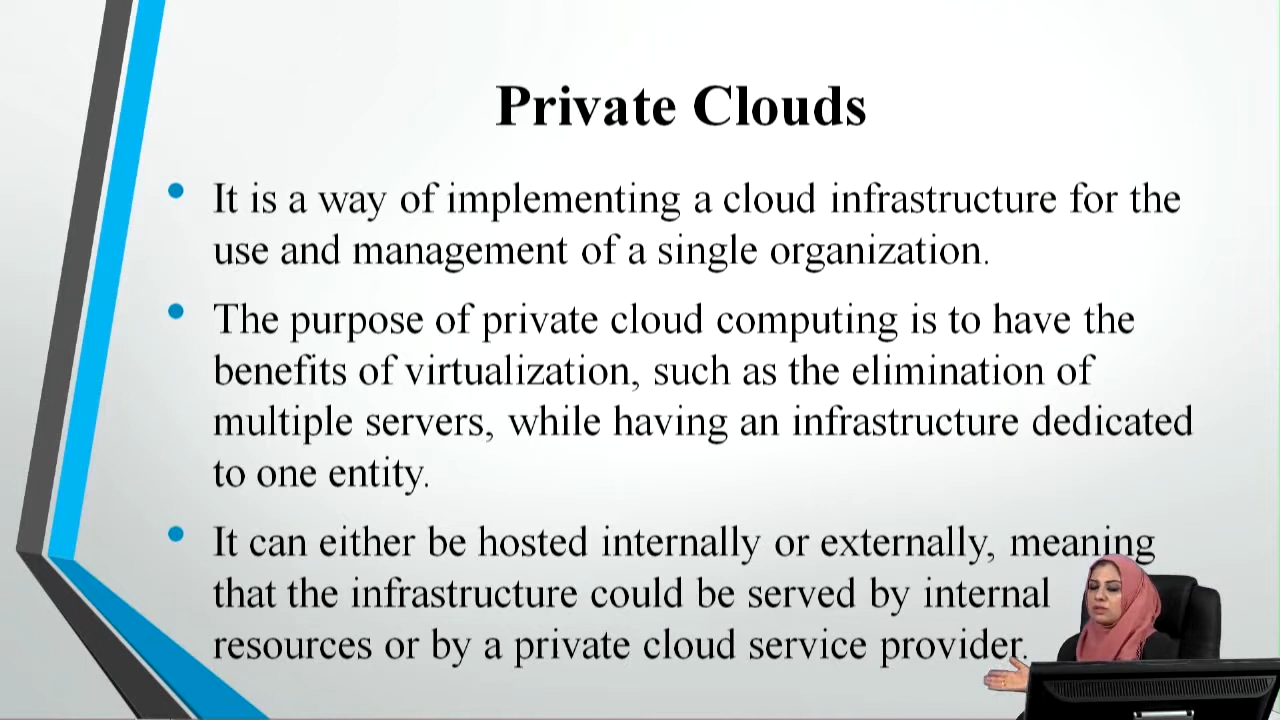 Private Clouds
• It is a way of implementing a cloud infrastructure for the
use and management of a single organization.
• The purpose of private cloud computing is to have the
benefits of virtualization, such as the elimination of
multiple servers, while having an infrastructure dedicated
to one entity.
• It can either be hosted internally or externally, meaning
that the infrastructure could be served by internal
resources or by a private cloud service provider.